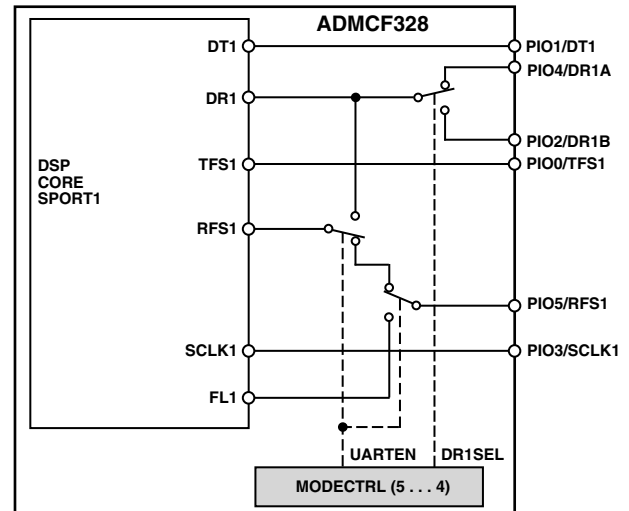 ADMCF328
DT1
PIO1/DT1
PIO4/DR1A
DR1
PIO2/DR1B
DSP
CORE
SPORT1
TFS1
PIO0/TFS1
RFS1
PIO5/RFS1
SCLK1
PIO3/SCLK1
FL1
UARTEN
DR1SEL
MODECTRL (5 . . . 4)